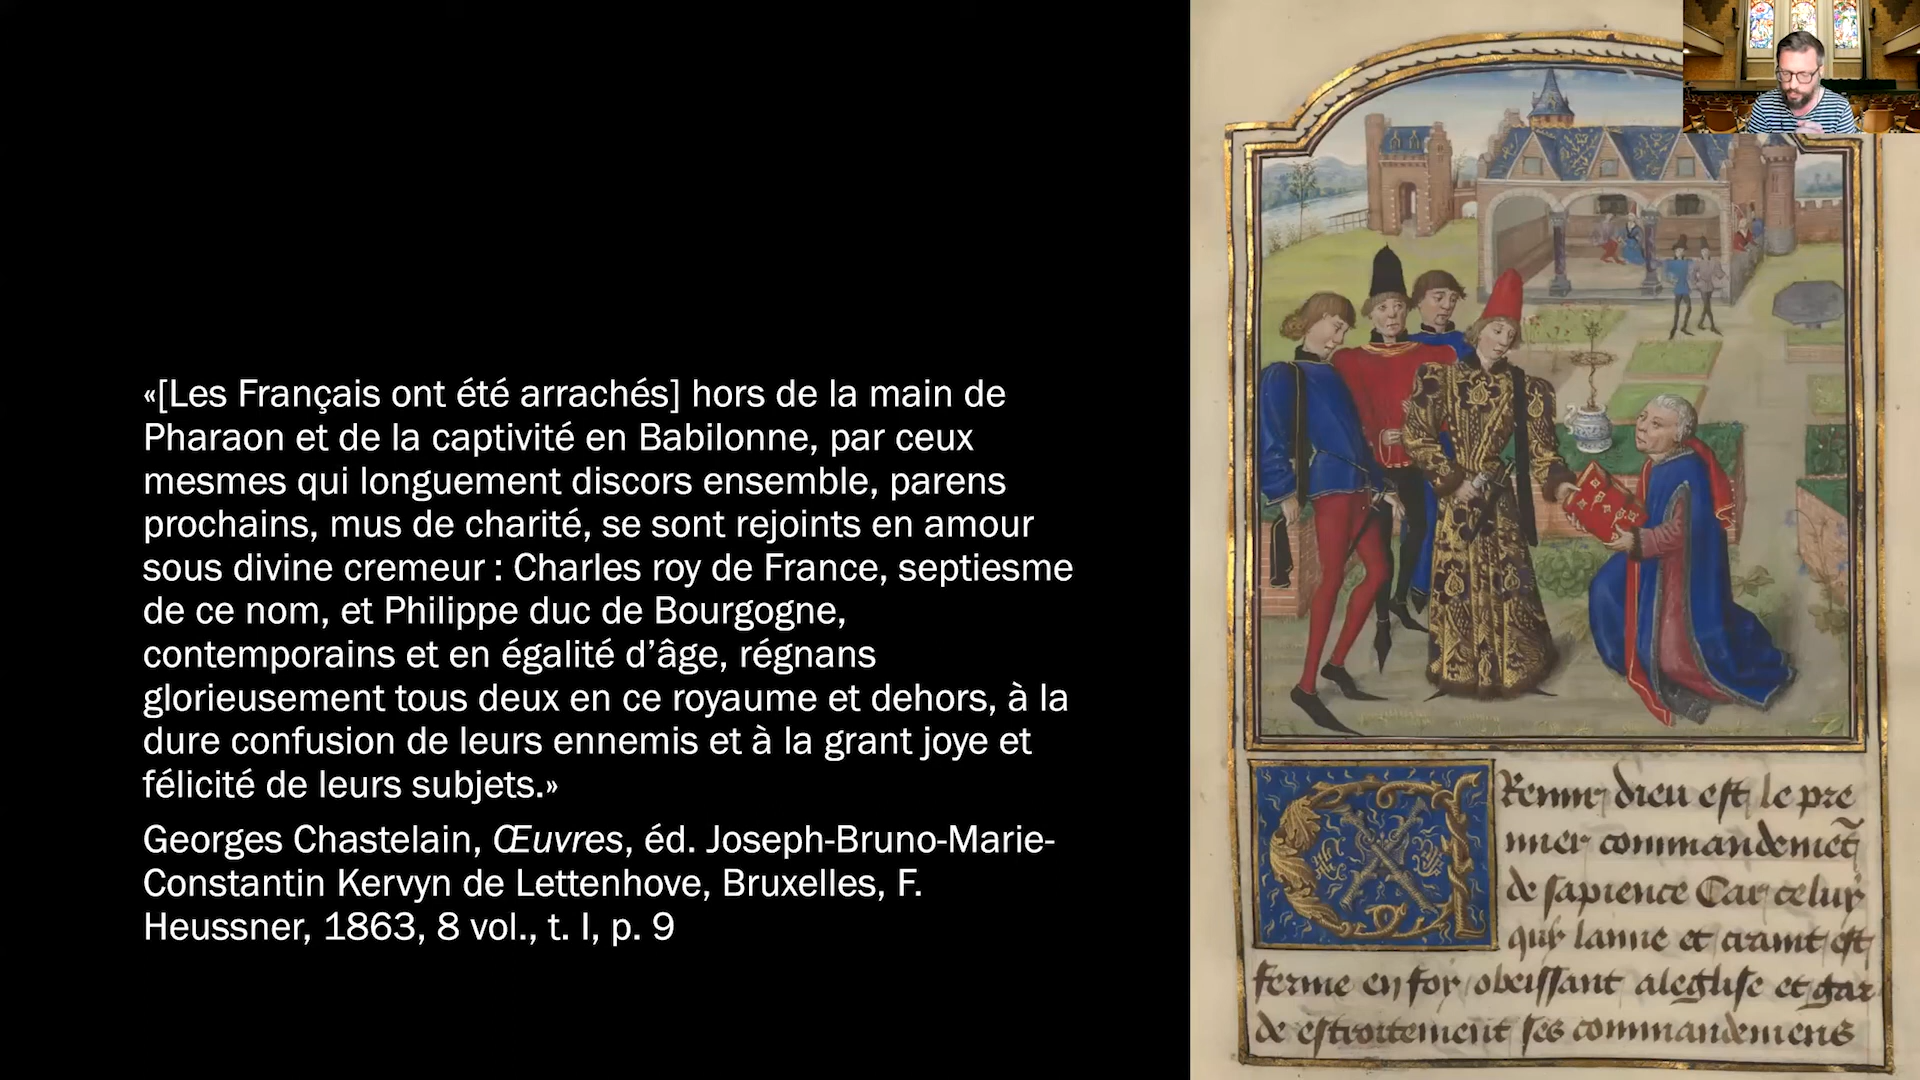 «[Les Français ont été arrachés] hors de la main de
Pharaon et de la captivité en Babilonne, par ceux
mesmes qui longuement discors ensemble, parens
prochains, mus de charité, se sont rejoints en amour
sous divine cremeur : Charles roy de France, septiesme
de ce nom, et Philippe duc de Bourgogne,
contemporains et en égalité d’âge, régnans
glorieusement tous deux en ce royaume et dehors, à la
dure confusion de leurs ennemis et à la grant joye et
félicité de leurs subjets.»
Georges Chastelain, Œuvres, éd. Joseph-Bruno-Marie-
Constantin Kervyn de Lettenhove, Bruxelles, F.
Heussner, 1863, 8 vol., t. I, p. 9
dieu est le pre
mier commandemēt
de sapience Car celuy
quy lanne et craint est
ferme en foy obeissant a leglise et gar
de estroittement ses commandemens